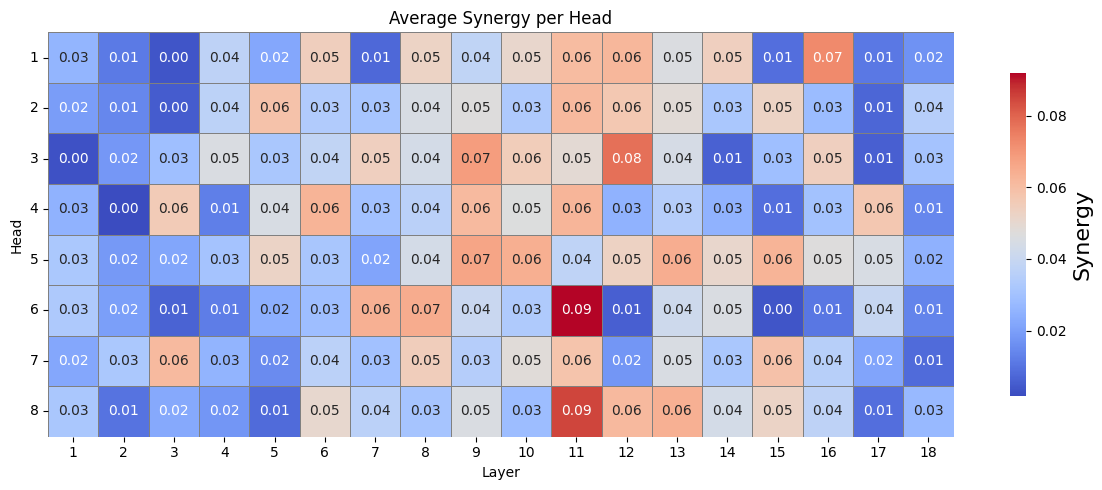 Average Synergy per Head
1 0.03 0.01 0.00 0.04 0.02 0.05 0.01 0.05 0.04 0.05 0.06 0.06 0.05 0.05 0.01 0.07 0.01 0.02
2 0.02 0.01 0.00 0.04 0.06 0.03 0.03 0.04 0.05 0.03 0.06 0.06 0.05 0.03 0.05 0.03 0.01 0.04
3 0.00 0.02 0.03 0.05 0.03 0.04 0.05 0.04 0.07 0.06 0.05 0.08 0.04 0.01 0.03 0.05 0.01 0.03
4 0.03 0.00 0.06 0.01 0.04 0.06 0.03 0.04 0.06 0.05 0.06 0.03 0.03 0.03 0.01 0.03 0.06 0.01
5 0.03 0.02 0.02 0.03 0.05 0.03 0.02 0.04 0.07 0.06 0.04 0.05 0.06 0.05 0.06 0.05 0.05 0.02
6 0.03 0.02 0.01 0.01 0.02 0.03 0.06 0.07 0.04 0.03 0.09 0.01 0.04 0.05 0.00 0.01 0.04 0.01
7 0.02 0.03 0.06 0.03 0.02 0.04 0.03 0.05 0.03 0.05 0.06 0.02 0.05 0.03 0.06 0.04 0.02 0.01
8 0.03 0.01 0.02 0.02 0.01 0.05 0.04 0.03 0.05 0.03 0.09 0.06 0.06 0.04 0.05 0.04 0.01 0.03
1 2 3 4 5 6 7 8 9 10 11 12 13 14 15 16 17 18
Layer
Head
0.08
0.06
0.04
0.02
Synergy